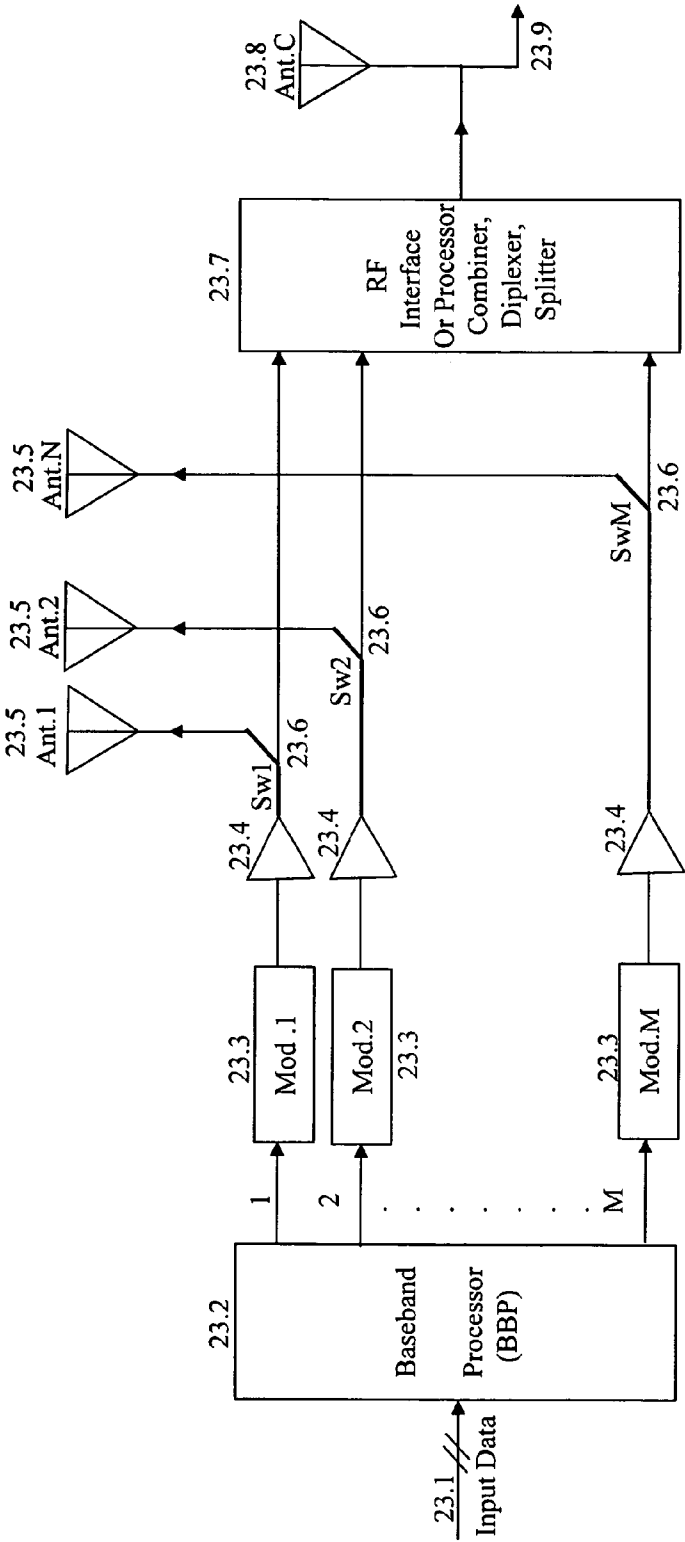 23.1
Input Data
23.2
Baseband
Processor
(BBP)
1
2
. . . . . . .
M
23.3
Mod .1
Mod.2
23.3
23.3
Mod.M
23.4
23.4
23.4
Sw1
23.6
Sw2
23.6
SwM
23.6
23.5
Ant.1
23.5
Ant.2
23.5
Ant.N
23.7
RF
Interface
Or Processor
Combiner,
Diplexer,
Splitter
23.8
Ant.C
23.9